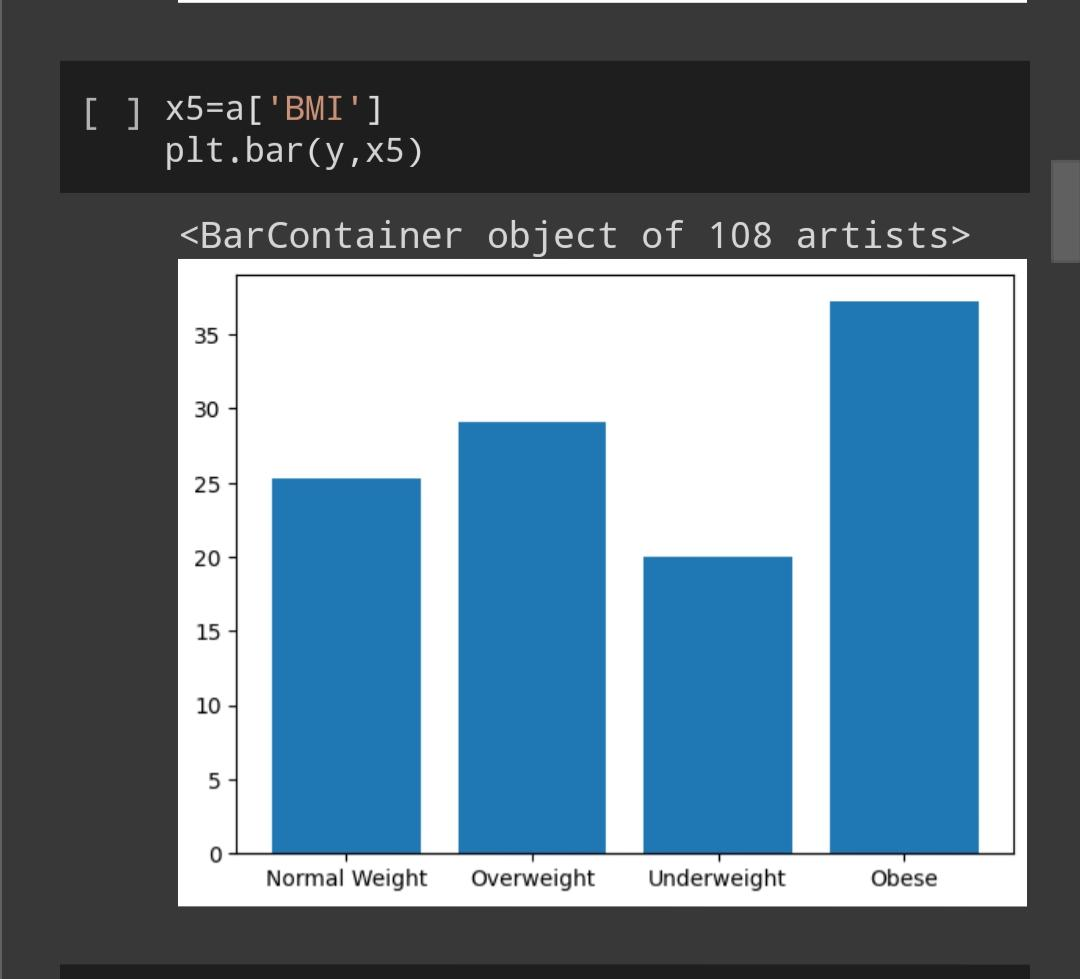 [ ] x5=a['BMI']
plt.bar(y,x5)
<BarContainer object of 108 artists>
35
30
25
20
15
10
5
0
Normal Weight Overweight Underweight Obese